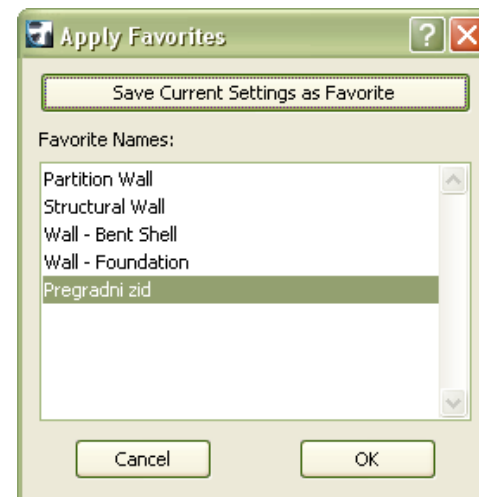 Apply Favorites
Save Current Settings as Favorite
Favorite Names:
Partition Wall
Structural Wall
Wall - Bent Shell
Wall - Foundation
Pregradni zid
Cancel OK